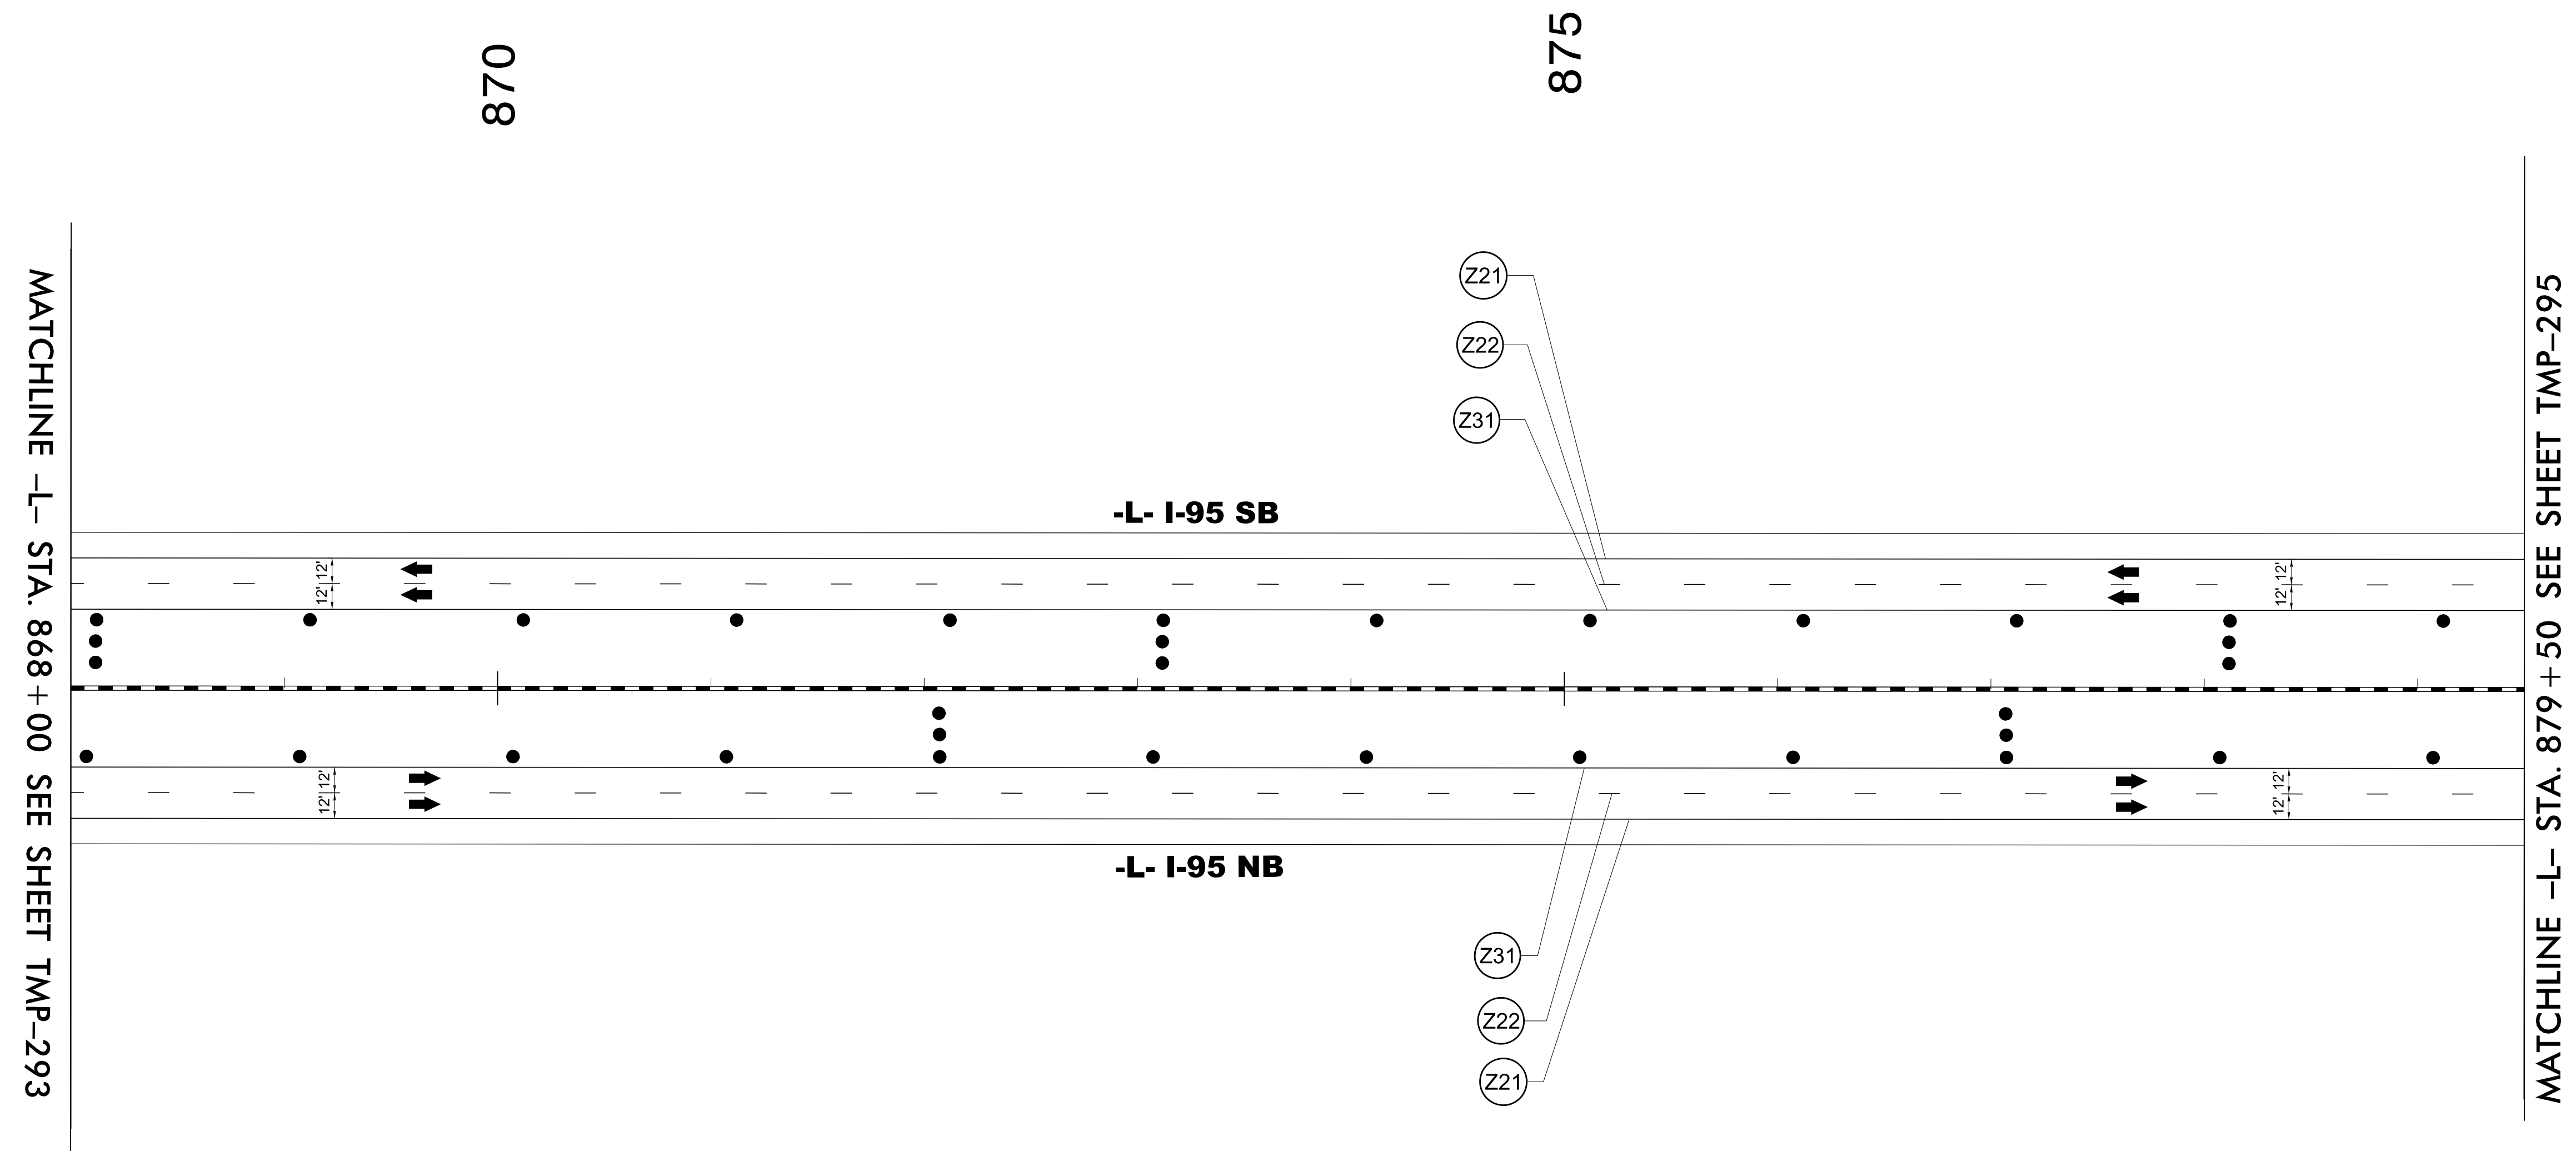 870
875
MATCHLINE -L- STA. 868+00 SEE SHEET TMP-293
MATCHLINE -L- STA. 879+50 SEE SHEET TMP-295
Z21
Z22
Z31
-L- I-95 SB
12'
12'
12'
12'
12'
12'
12'
12'
-L- I-95 NB
Z31
Z22
Z21